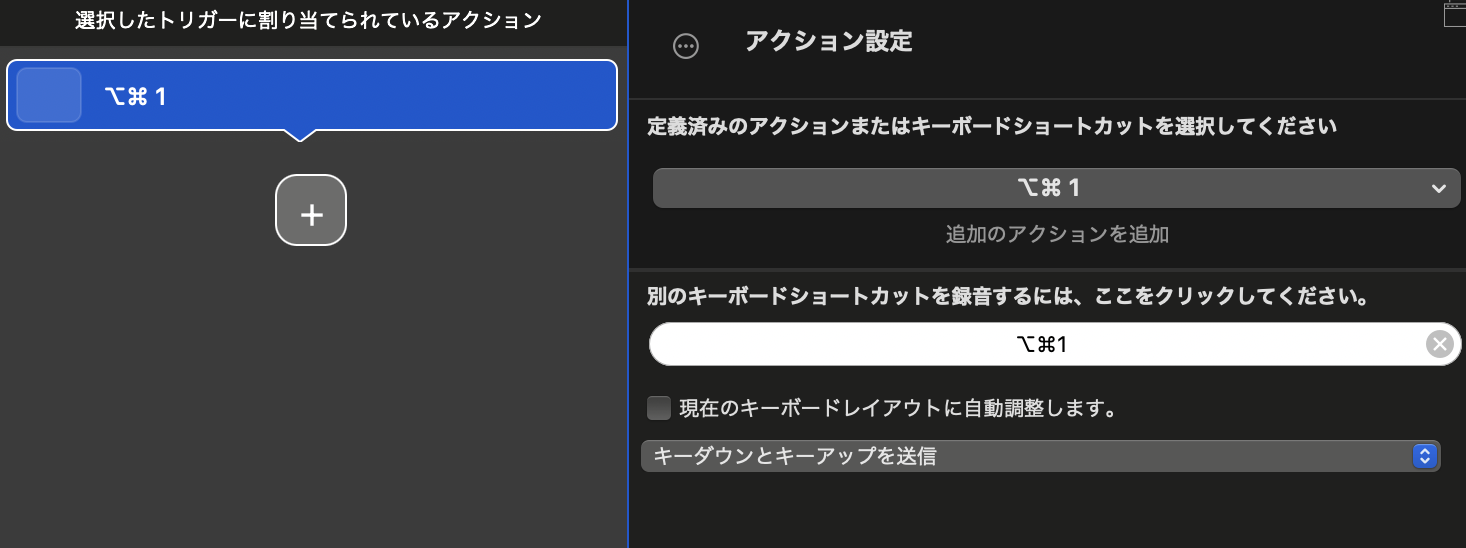 選択したトリガーに割り当てられているアクション
⌥⌘ 1
アクション設定
定義済みのアクションまたはキーボードショートカットを選択してください
⌥⌘ 1
追加のアクションを追加
別のキーボードショートカットを録音するには、ここをクリックしてください。
⌥⌘1
現在のキーボードレイアウトに自動調整します。
キーダウンとキーアップを送信